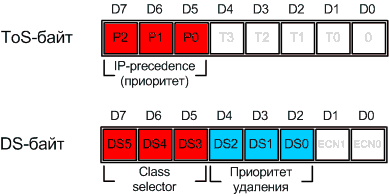 D7 D6 D5 D4 D3 D2 D1 D0
ToS-байт P2 P1 P0 T3 T2 T1 T0 0
IP-precedence
(приоритет)
D7 D6 D5 D4 D3 D2 D1 D0
DS-байт DS5 DS4 DS3 DS2 DS1 DS0 ECN1 ECN0
Class Приоритет
selector удаления